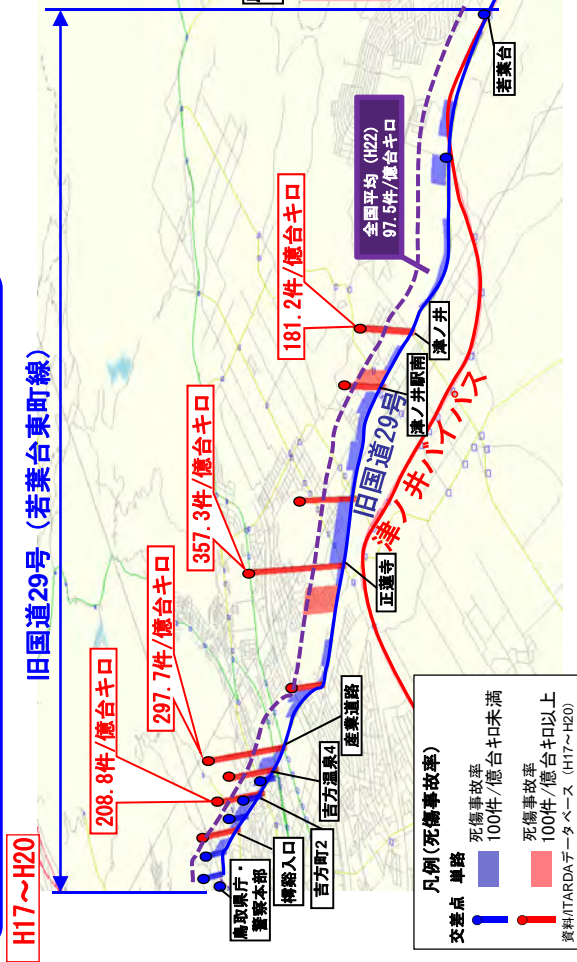 H17～H20
旧国道29号（若葉台東町線）
208.8件/億台キロ
297.7件/億台キロ
357.3件/億台キロ
181.2件/億台キロ
全国平均（H22）
97.5件/億台キロ
鳥取県庁・
警察本部
樗谿入口
吉方町2
吉方温泉4
産業道路
正蓮寺
旧国道29号
津ノ井バイパス
津ノ井駅南
津ノ井
若葉台
凡例(死傷事故率)
交差点 単路
死傷事故率
100件/億台キロ未満
死傷事故率
100件/億台キロ以上
資料/ITARDAデータベース（H17～H20）